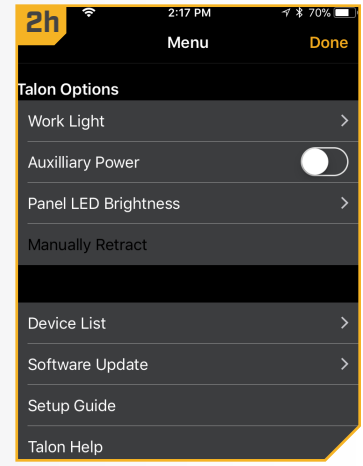 2h
2:17 PM
70%
Menu
Done
Talon Options
Work Light
Auxilliary Power
Panel LED Brightness
Manually Retract
Device List
Software Update
Setup Guide
Talon Help